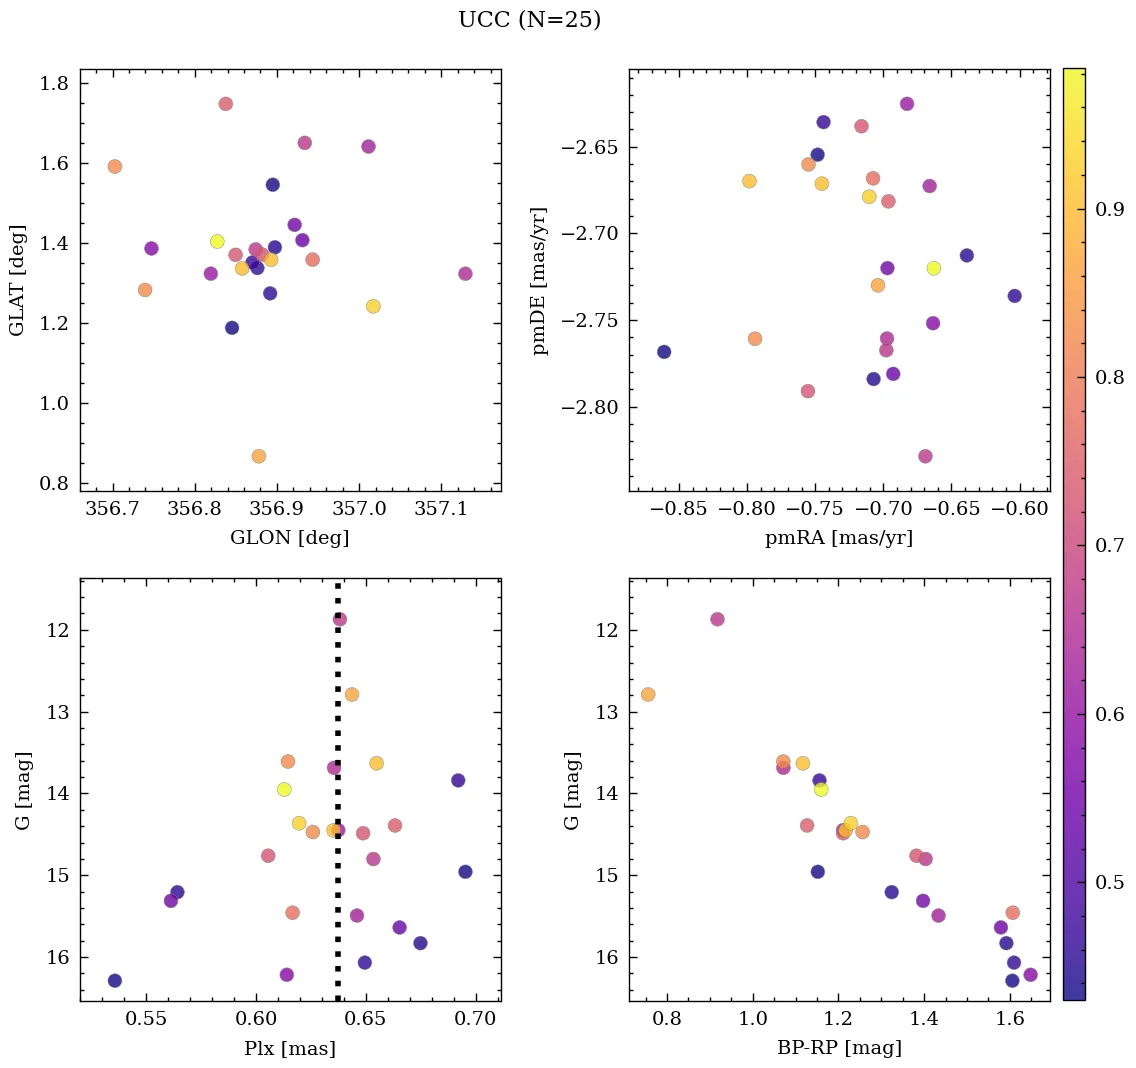 UCC (N=25)
1.8
1.6
1.4
1.2
1.0
0.8
GLAT [deg]
356.7 356.8 356.9 357.0 357.1
GLON [deg]
−2.65
−2.70
−2.75
−2.80
pmDE [mas/yr]
−0.85 −0.80 −0.75 −0.70 −0.65 −0.60
pmRA [mas/yr]
0.9
0.8
0.7
0.6
0.5
12
13
14
15
16
G [mag]
0.55 0.60 0.65 0.70
Plx [mas]
12
13
14
15
16
G [mag]
0.8 1.0 1.2 1.4 1.6
BP-RP [mag]